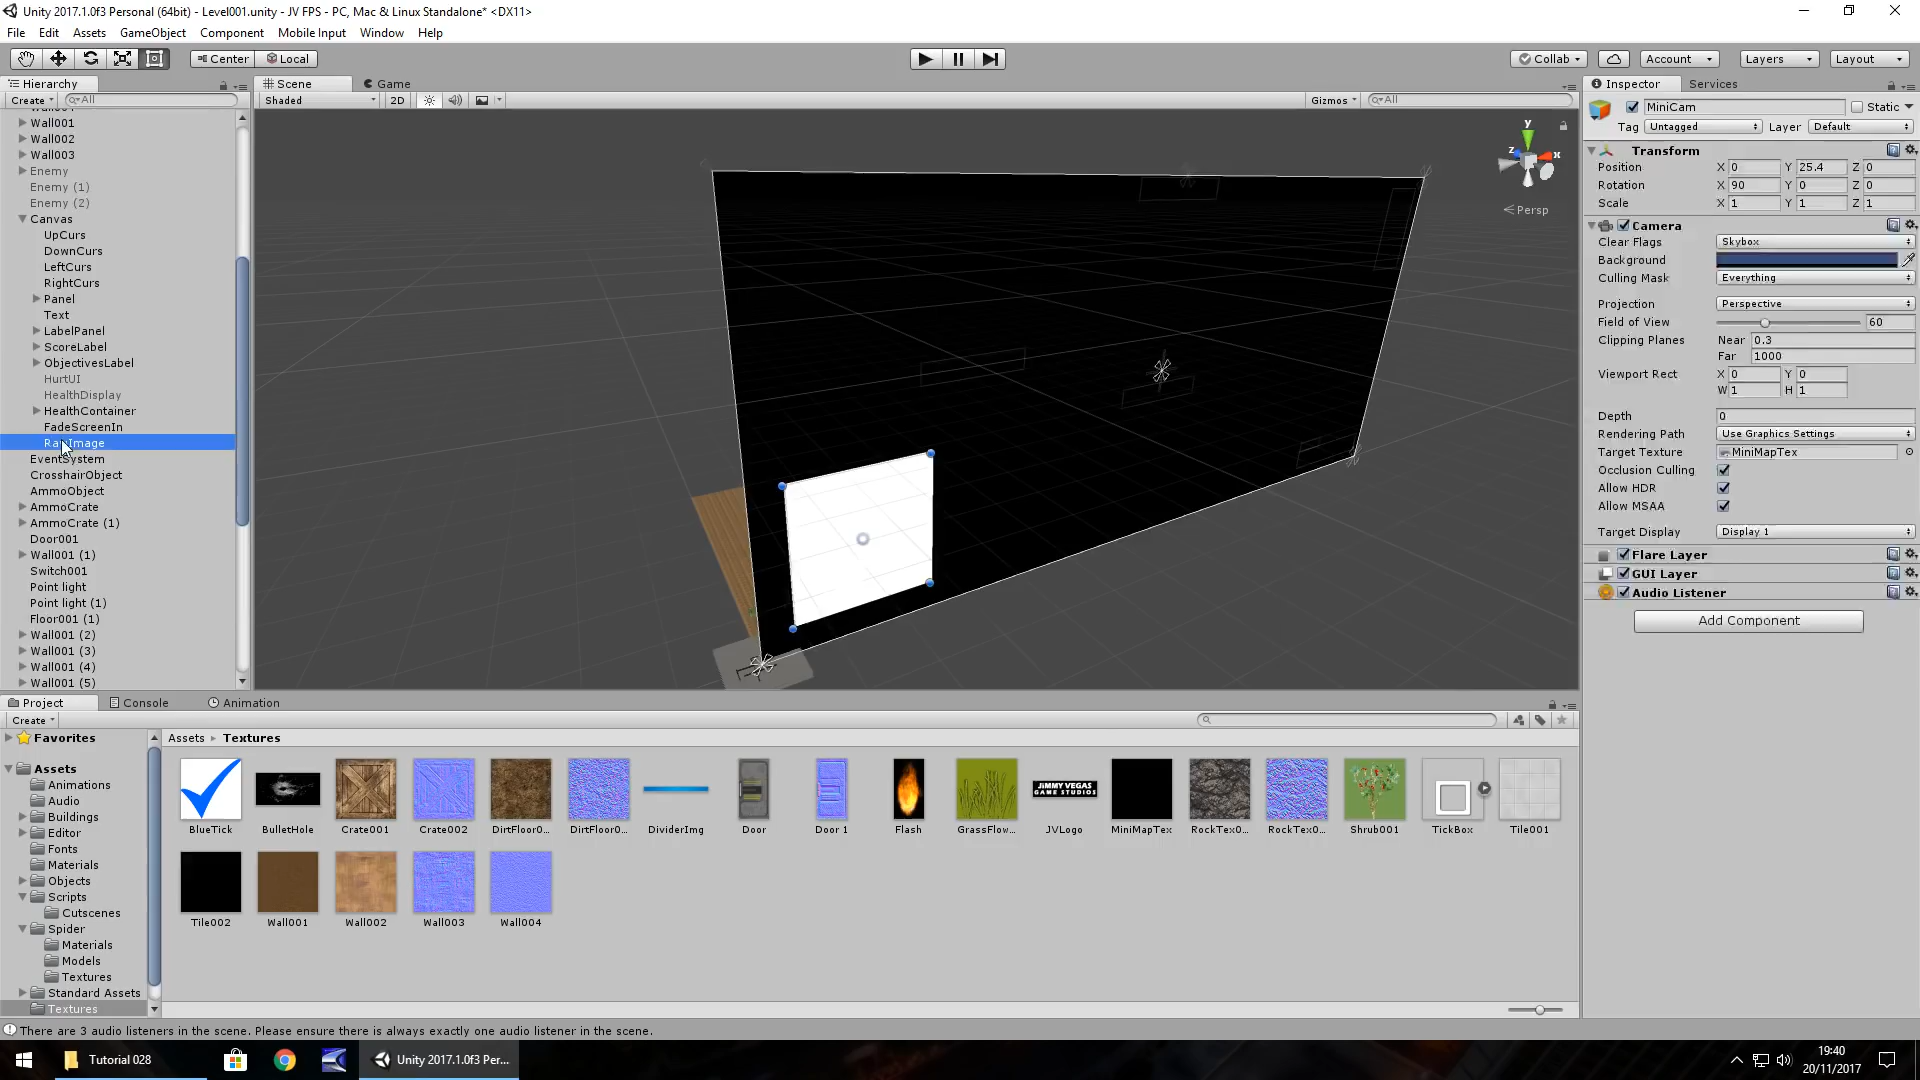 Unity 2017.1.0f3 Personal (64bit) - Level001.unity - JV FPS - PC, Mac & Linux Standalone* <DX11>
File Edit Assets GameObject Component Mobile Input Window Help
Center Local Collab Account Layers Layout
Hierarchy
Create All
Wall001
Wall002
Wall003
Enemy
Enemy (1)
Enemy (2)
Canvas
UpCurs
DownCurs
LeftCurs
RightCurs
Panel
Text
LabelPanel
ScoreLabel
ObjectivesLabel
HurtUI
HealthDisplay
HealthContainer
FadeScreenIn
RawImage
EventSystem
CrosshairObject
AmmoObject
AmmoCrate
AmmoCrate (1)
Door001
Wall001 (1)
Switch001
Point light
Point light (1)
Floor001 (1)
Wall001 (2)
Wall001 (3)
Wall001 (4)
Wall001 (5)
Scene Game
Shaded 2D Gizmos All
y
z x
Persp
Inspector Services
MiniCam Static
Tag Untagged Layer Default
Transform
Position X 0 Y 25.4 Z 0
Rotation X 90 Y 0 Z 0
Scale X 1 Y 1 Z 1
Camera
Clear Flags Skybox
Background
Culling Mask Everything
Projection Perspective
Field of View 60
Clipping Planes Near 0.3
Far 1000
Viewport Rect X 0 Y 0
W 1 H 1
Depth 0
Rendering Path Use Graphics Settings
Target Texture MiniMapTex
Occlusion Culling
Allow HDR
Allow MSAA
Target Display Display 1
Flare Layer
GUI Layer
Audio Listener
Add Component
Project Console Animation
Create
Favorites
Assets
Animations
Audio
Buildings
Editor
Fonts
Materials
Objects
Scripts
Cutscenes
Spider
Materials
Models
Textures
Standard Assets
Textures
Assets Textures
JIMMY VEGAS
GAME STUDIOS
BlueTick BulletHole Crate001 Crate002 DirtFloor0... DirtFloor0... DividerImg Door Door 1 Flash GrassFlow... JVLogo MiniMapTex RockTex0... RockTex0... Shrub001 TickBox Tile001
Tile002 Wall001 Wall002 Wall003 Wall004
There are 3 audio listeners in the scene. Please ensure there is always exactly one audio listener in the scene.
Tutorial 028 Unity 2017.1.0f3 Per... 19:40
20/11/2017